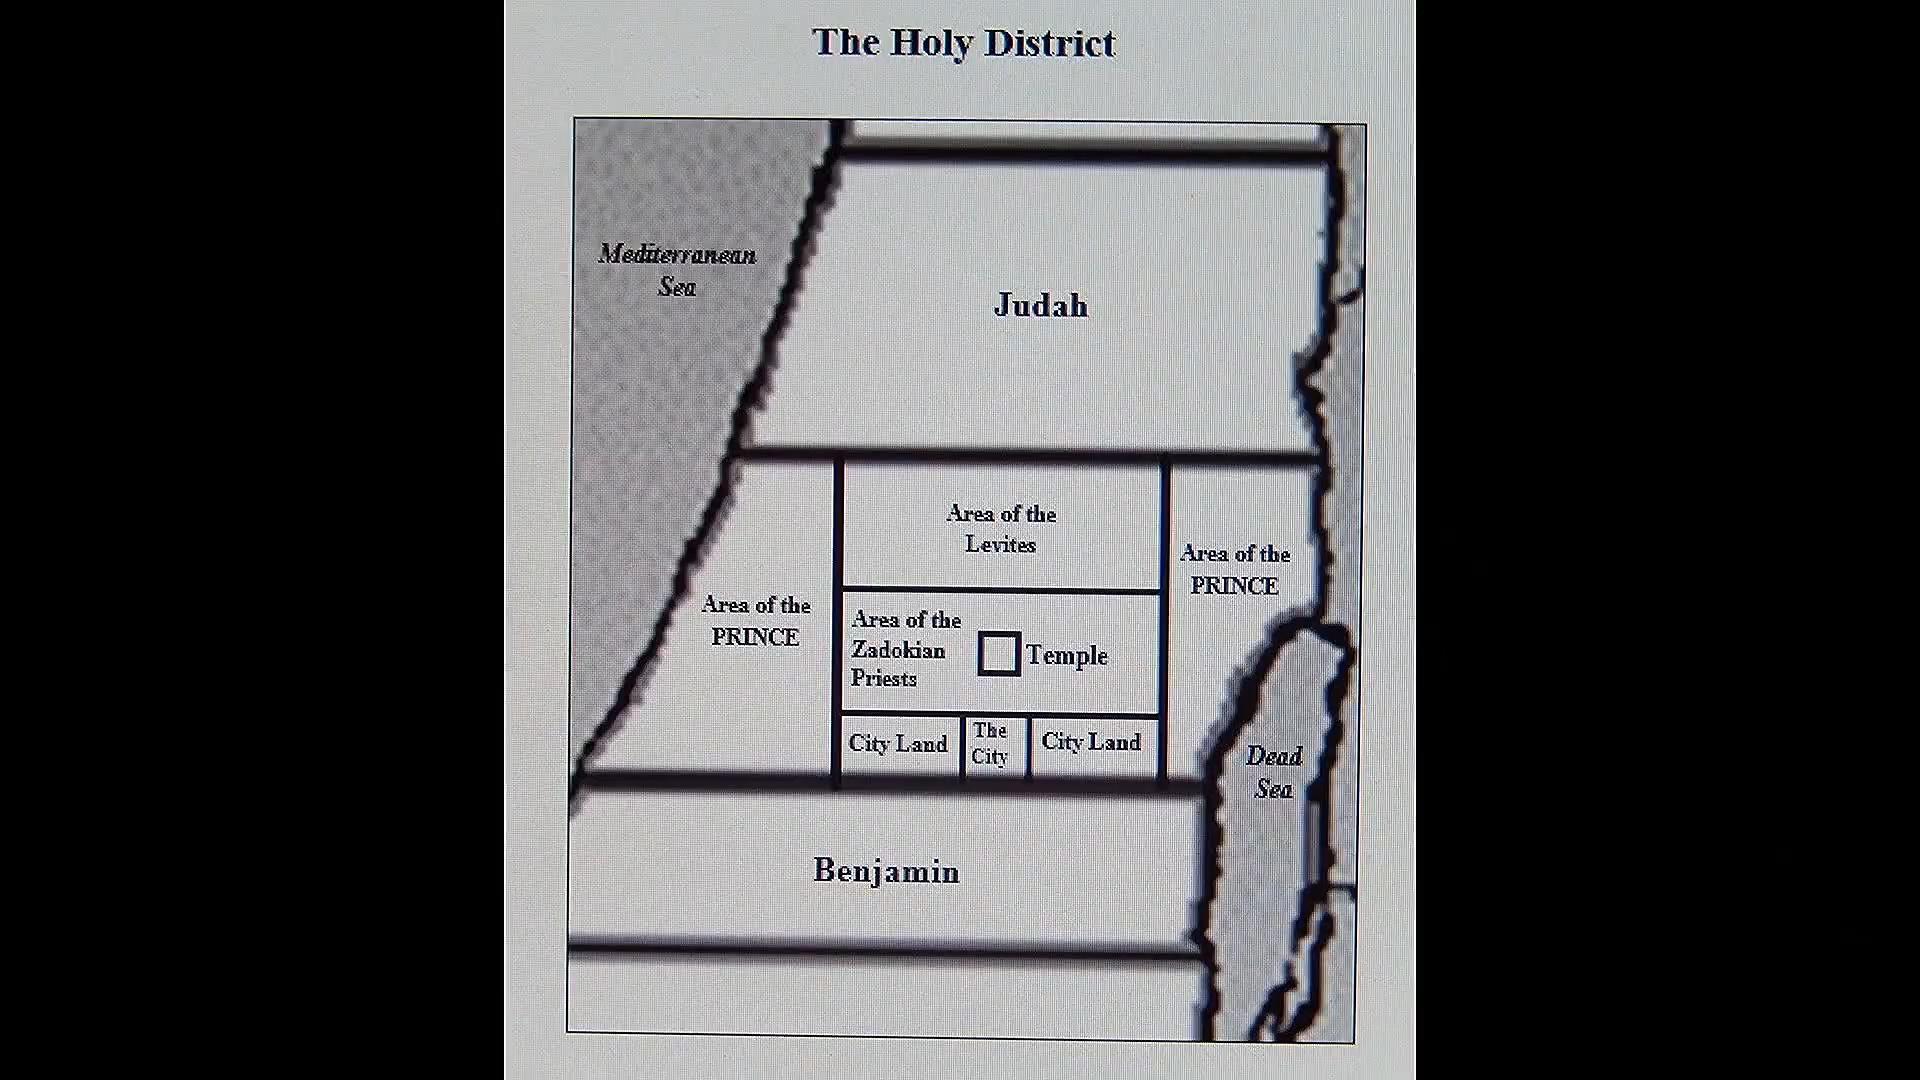 The Holy District
Mediterranean
Sea
Judah
Area of the
Levites
Area of the
PRINCE
Area of the
PRINCE
Area of the
Zadokian
Priests
Temple
City Land
The
City
City Land
Dead
Sea
Benjamin